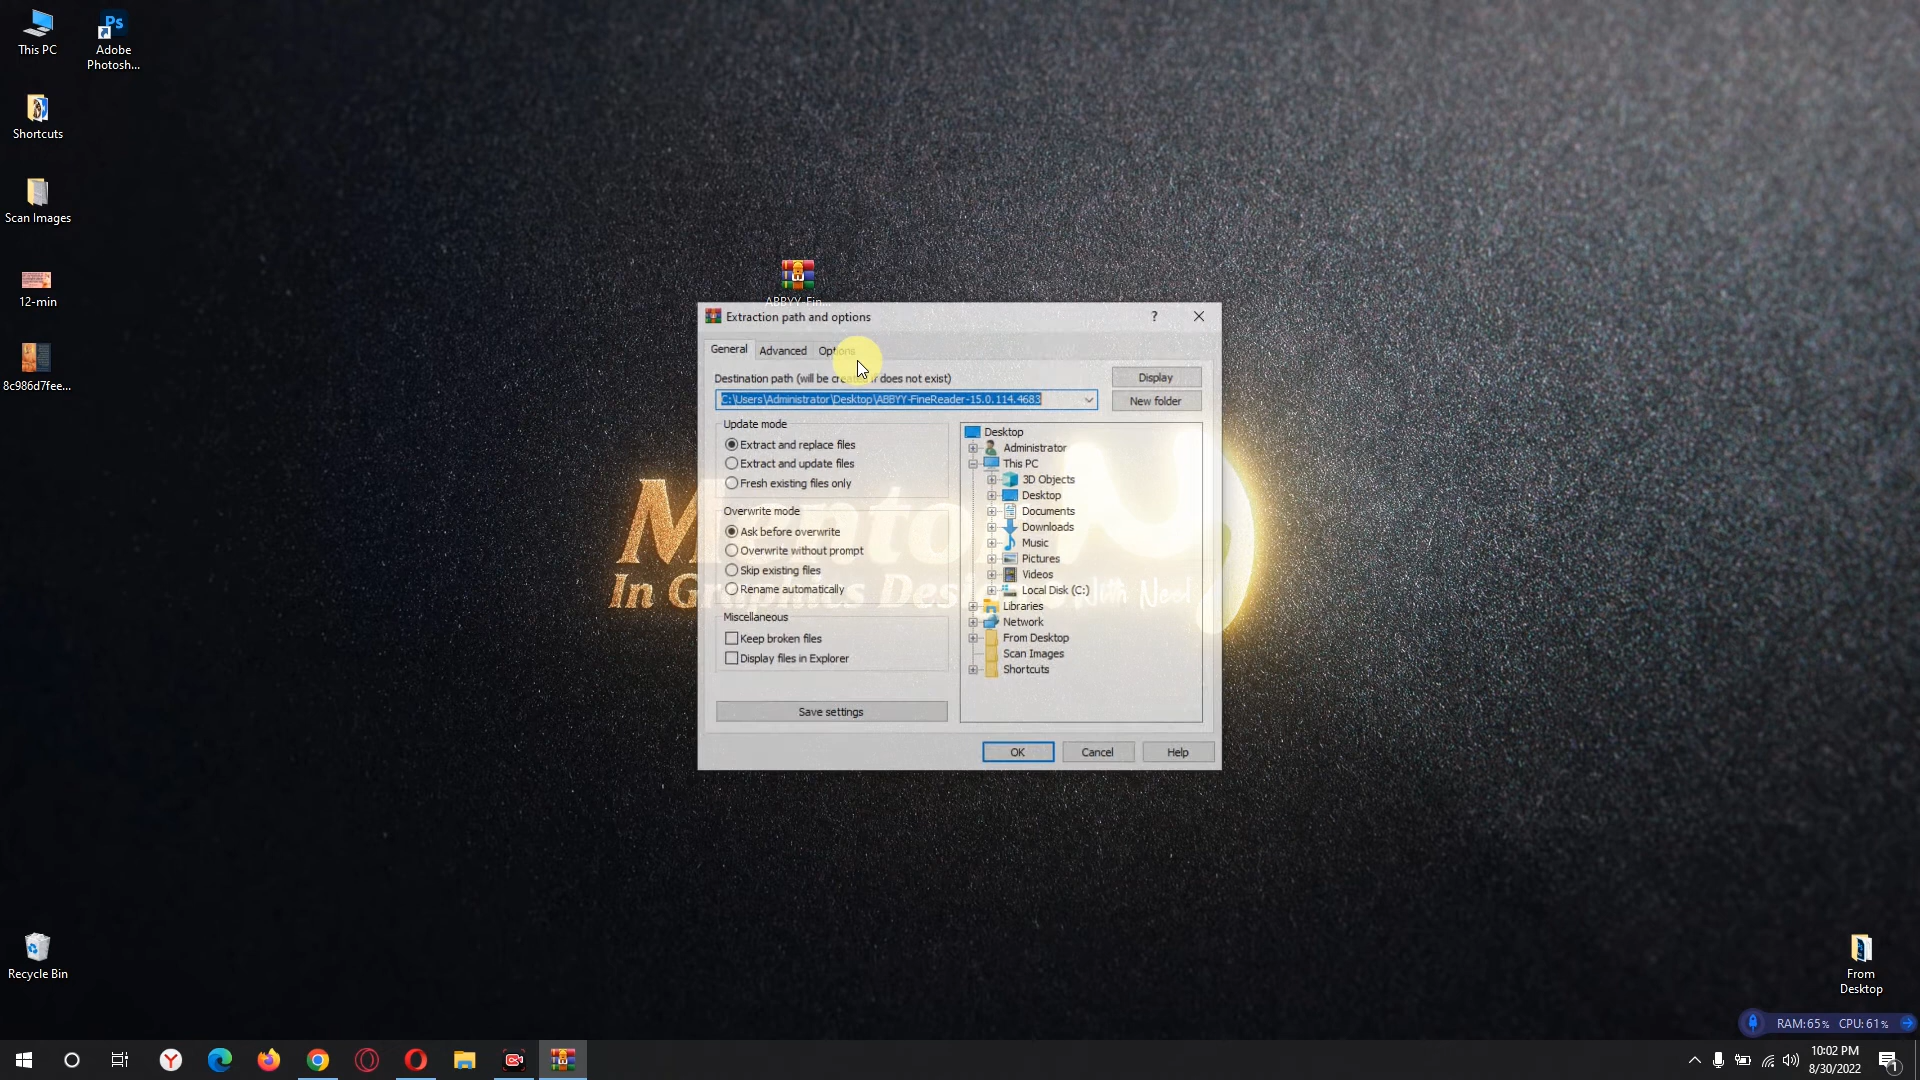 This PC
Adobe
Photosh...
Shortcuts
Scan Images
12-min
8c986d7fee...
ABBYY-Fin...
Extraction path and options
?
General
Advanced
Options
Destination path (will be created if does not exist)
Display
C:\Users\Administrator\Desktop\ABBYY-FineReader-15.0.114.4683
New folder
Update mode
Extract and replace files
Extract and update files
Fresh existing files only
Overwrite mode
Ask before overwrite
Overwrite without prompt
Skip existing files
Rename automatically
Miscellaneous
Keep broken files
Display files in Explorer
Save settings
Desktop
Administrator
This PC
3D Objects
Desktop
Documents
Downloads
Music
Pictures
Videos
Local Disk (C:)
Libraries
Network
From Desktop
Scan Images
Shortcuts
OK
Cancel
Help
In Graphics
With Need
Recycle Bin
From
Desktop
RAM:65% CPU:61%
10:02 PM
8/30/2022
1